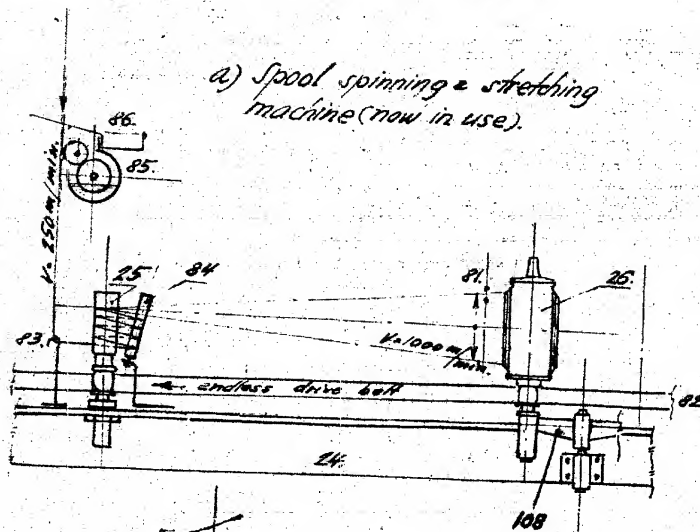 a) Spool spinning & stretching
machine (now in use).
86.
85.
V= 250 m/min.
25.
84
81.
26.
83.
V=1000 m/
min.
endless drive belt
82
24.
108